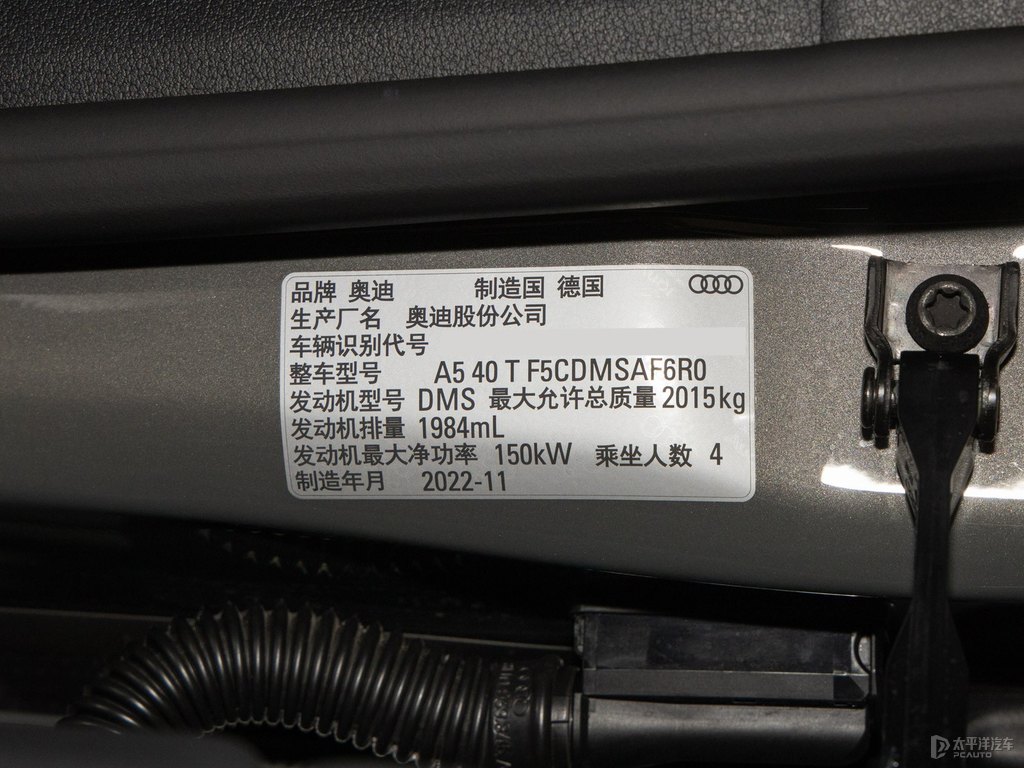 品牌 奥迪 制造国 德国
生产厂名 奥迪股份公司
车辆识别代号
整车型号 A5 40 T F5CDMSAF6R0
发动机型号 DMS 最大允许总质量 2015kg
发动机排量 1984mL
发动机最大净功率 150kW 乘坐人数 4
制造年月 2022-11
太平洋汽车
PCAUTO